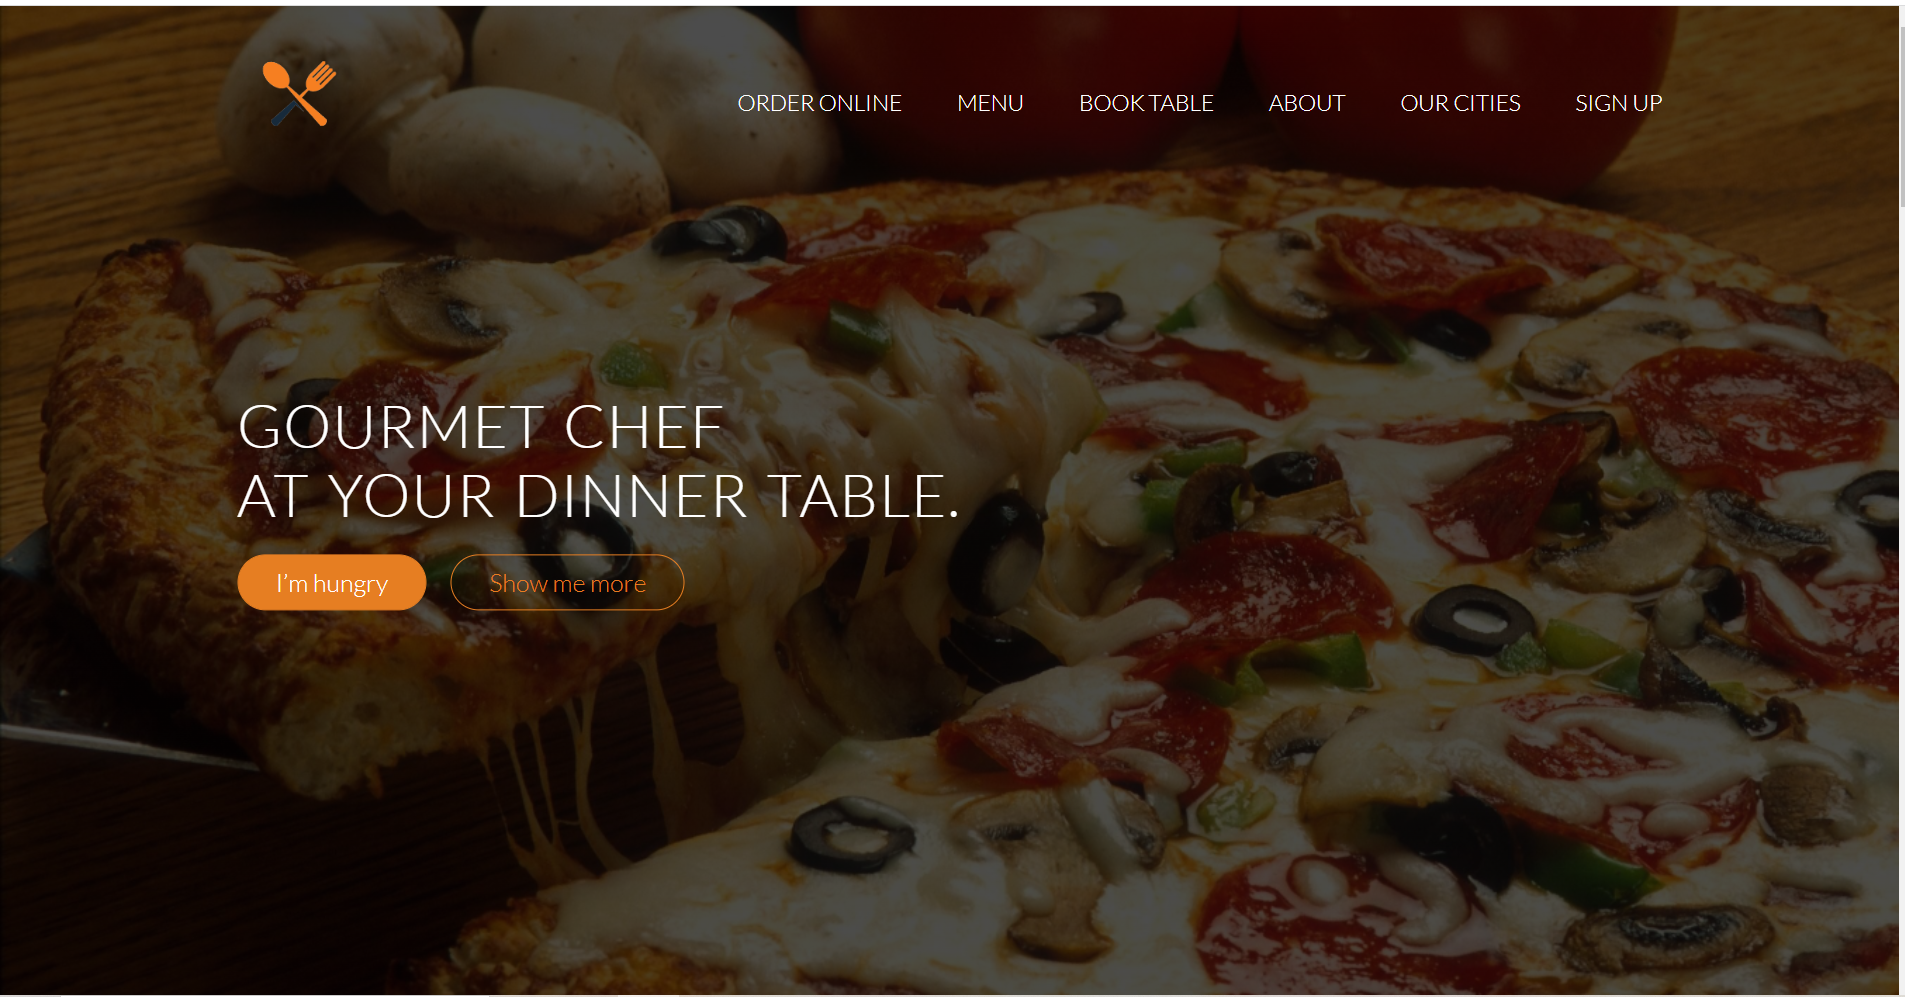 ORDER ONLINE MENU BOOK TABLE ABOUT OUR CITIES SIGN UP
GOURMET CHEF
AT YOUR DINNER TABLE.
I’m hungry Show me more